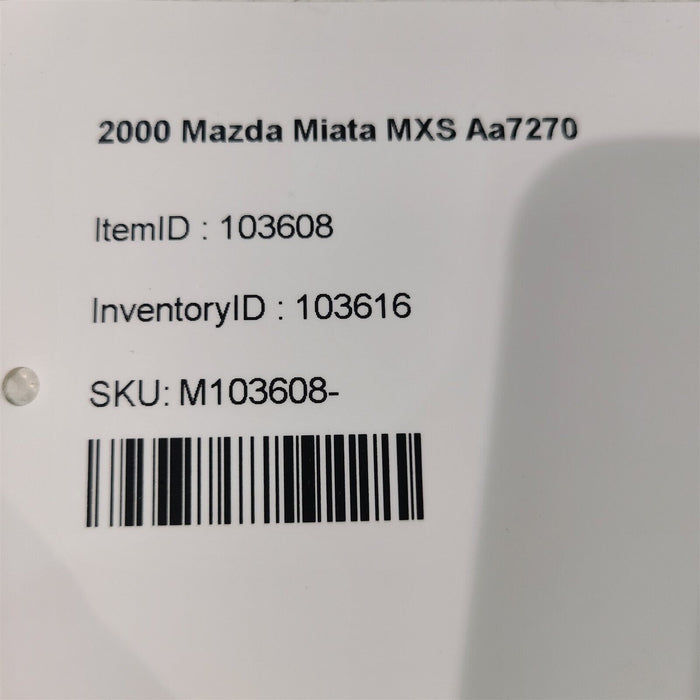 2000 Mazda Miata MXS Aa7270
ItemID : 103608
InventoryID : 103616
SKU: M103608-